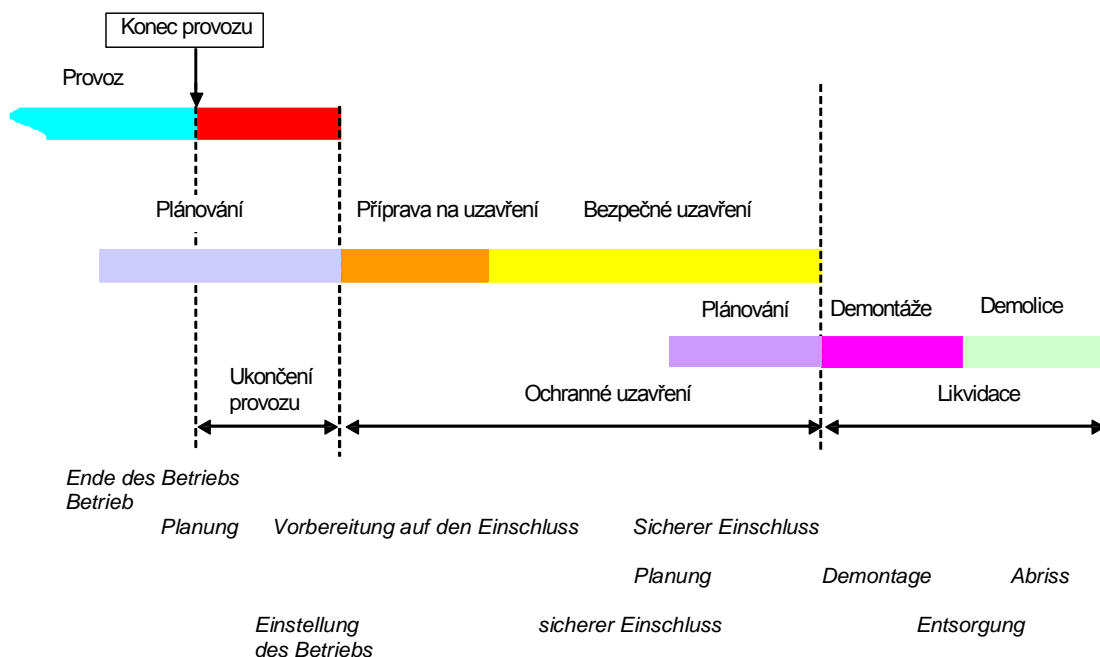 Konec provozu
Provoz
Plánování
Příprava na uzavření
Bezpečné uzavření
Plánování
Demontáže
Demolice
Ukončení
provozu
Ochranné uzavření
Likvidace
Ende des Betriebs
Betrieb
Planung
Vorbereitung auf den Einschluss
Sicherer Einschluss
Planung
Demontage
Abriss
Einstellung
des Betriebs
sicherer Einschluss
Entsorgung